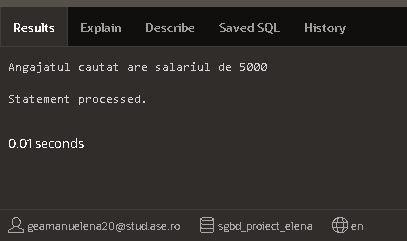 Results Explain Describe Saved SQL History
Angajatul cautat are salariul de 5000
Statement processed.
0.01 seconds
geamanuelena20@stud.ase.ro sgbd_proiect_elena en